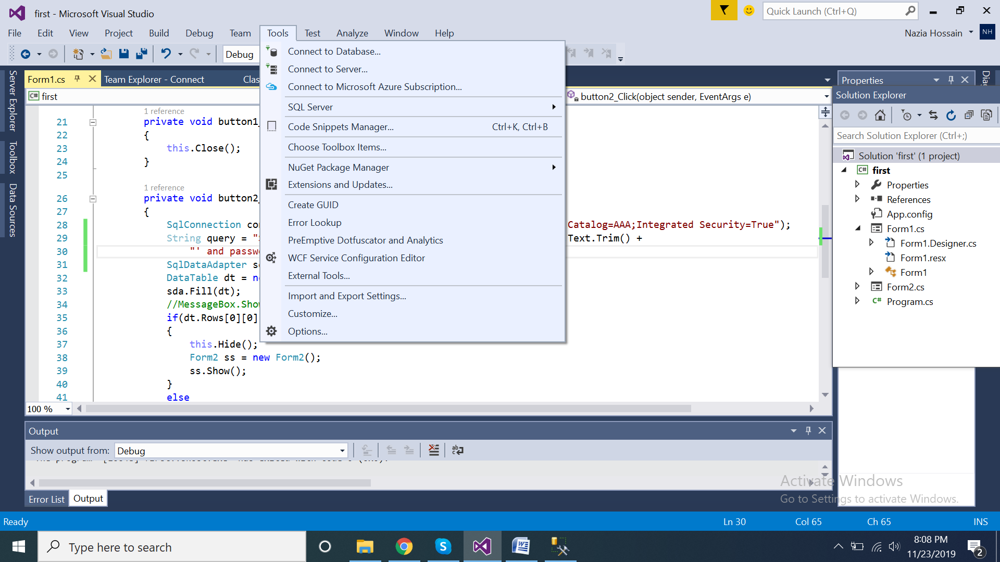 first - Microsoft Visual Studio
Quick Launch (Ctrl+Q)
File Edit View Project Build Debug Team Tools Test Analyze Window Help
Nazia Hossain NH
Debug
Form1.cs Team Explorer - Connect Clas
first
button2_Click(object sender, EventArgs e)
Server Explorer
Toolbox
Data Sources
Connect to Database...
Connect to Server...
Connect to Microsoft Azure Subscription...
SQL Server
Code Snippets Manager... Ctrl+K, Ctrl+B
Choose Toolbox Items...
NuGet Package Manager
Extensions and Updates...
Create GUID
Error Lookup
PreEmptive Dotfuscator and Analytics
WCF Service Configuration Editor
External Tools...
Import and Export Settings...
Customize...
Options...
1 reference
21 private void button1_
22 {
23 this.Close();
24 }
25
1 reference
26 private void button2_
27 {
28 SqlConnection con Catalog=AAA;Integrated Security=True");
29 String query = " Text.Trim() +
30 "' and passw
31 SqlDataAdapter
32 DataTable dt = ne
33 sda.Fill(dt);
34 //MessageBox.Show
35 if(dt.Rows[0][0]
36 {
37 this.Hide();
38 Form2 ss = new Form2();
39 ss.Show();
40 }
41 else
100 %
Properties
Solution Explorer
Search Solution Explorer (Ctrl+;)
Solution 'first' (1 project)
C# first
Properties
References
App.config
Form1.cs
Form1.Designer.cs
Form1.resx
Form1
Form2.cs
C# Program.cs
Output
Show output from: Debug
Error List Output
Activate Windows
Go to Settings to activate Windows.
Ready Ln 30 Col 65 Ch 65 INS
Type here to search
8:08 PM
11/23/2019
2